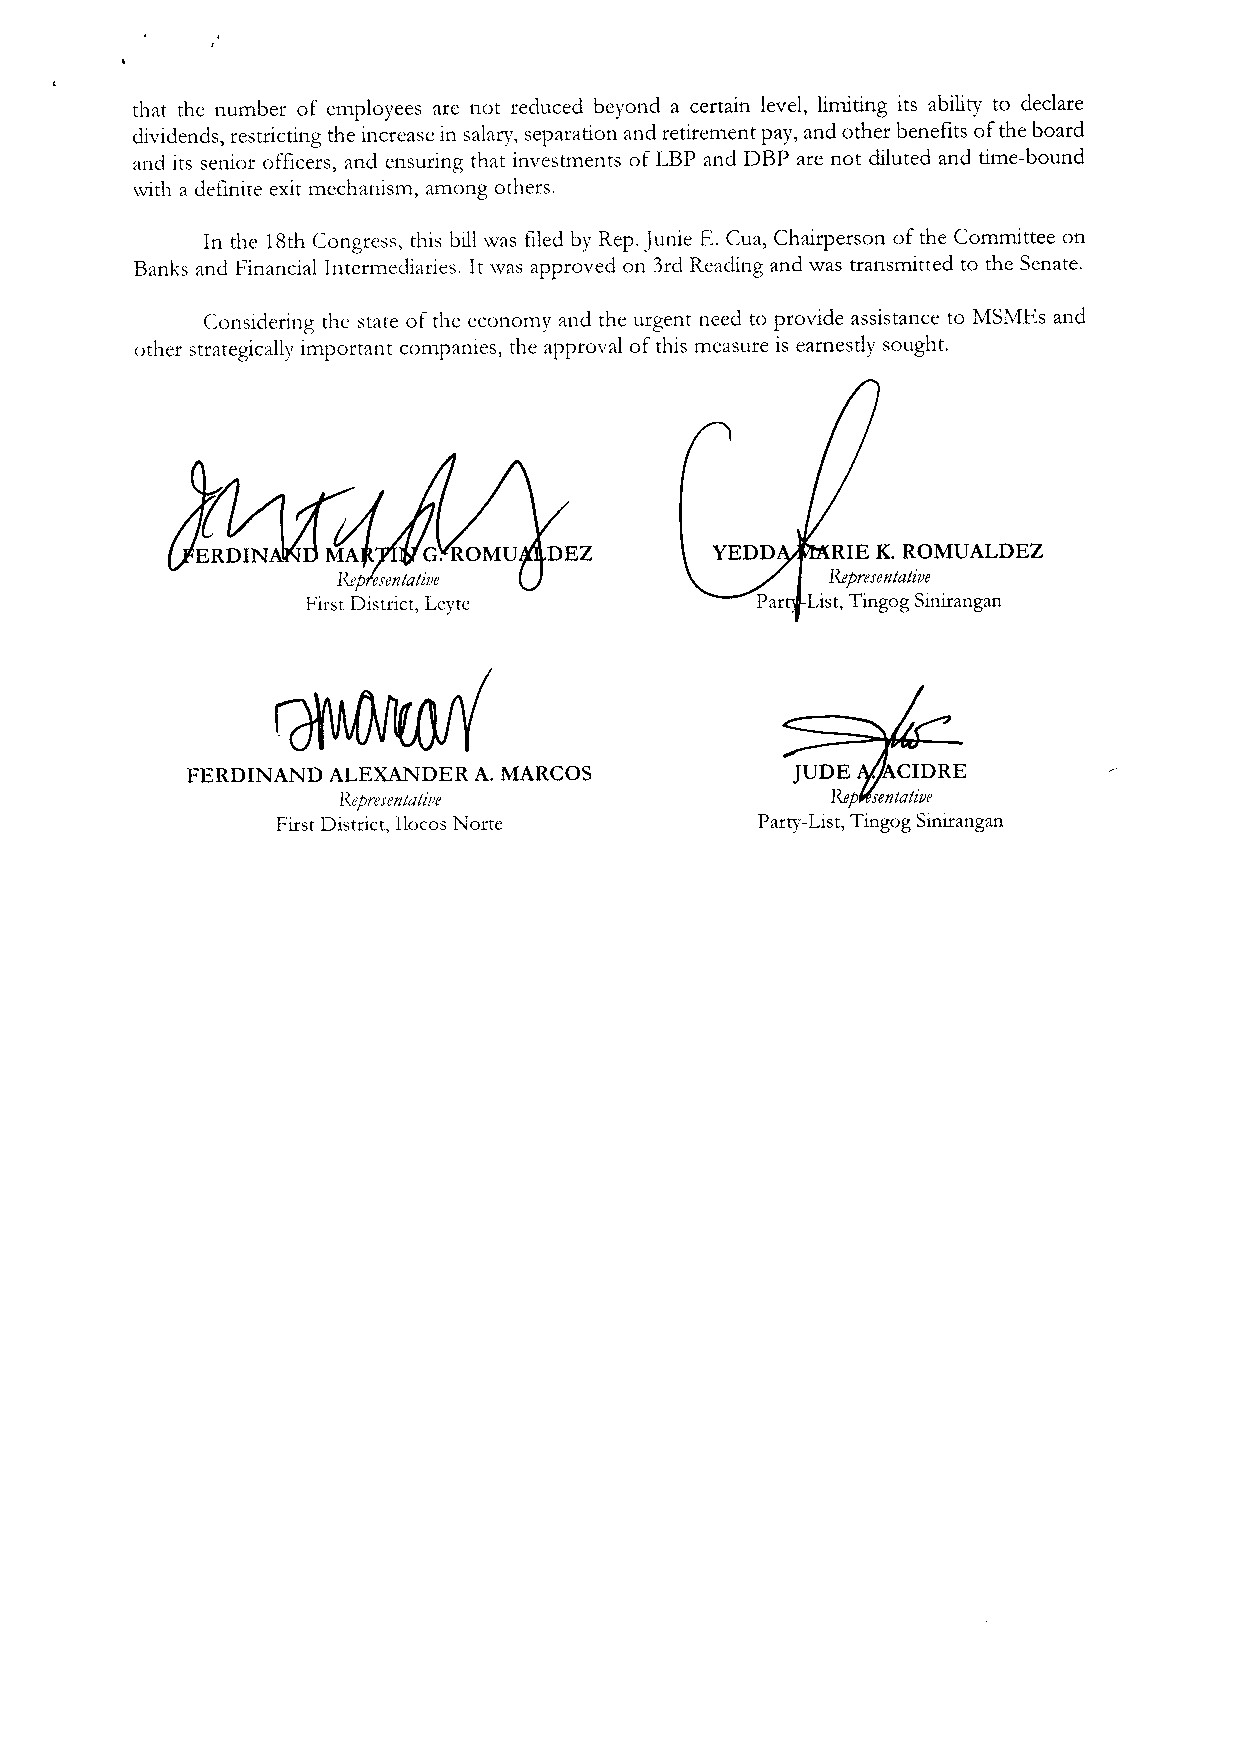 that the number of employees are not reduced beyond a certain level, limiting its ability to declare
dividends, restricting the increase in salary, separation and retirement pay, and other benefits of the board
and its senior officers, and ensuring that investments of LBP and DBP are not diluted and time-bound
with a definite exit mechanism, among others.
In the 18th Congress, this bill was filed by Rep. Junie E. Cua, Chairperson of the Committee on
Banks and Financial Intermediaries. It was approved on 3rd Reading and was transmitted to the Senate.
Considering the state of the economy and the urgent need to provide assistance to MSMEs and
other strategically important companies, the approval of this measure is earnestly sought.
FERDINAND MARTIN G. ROMUALDEZ
Representative
First District, Leyte
YEDDA MARIE K. ROMUALDEZ
Representative
Party-List, Tingog Sinirangan
FERDINAND ALEXANDER A. MARCOS
Representative
First District, Ilocos Norte
JUDE A. ACIDRE
Representative
Party-List, Tingog Sinirangan